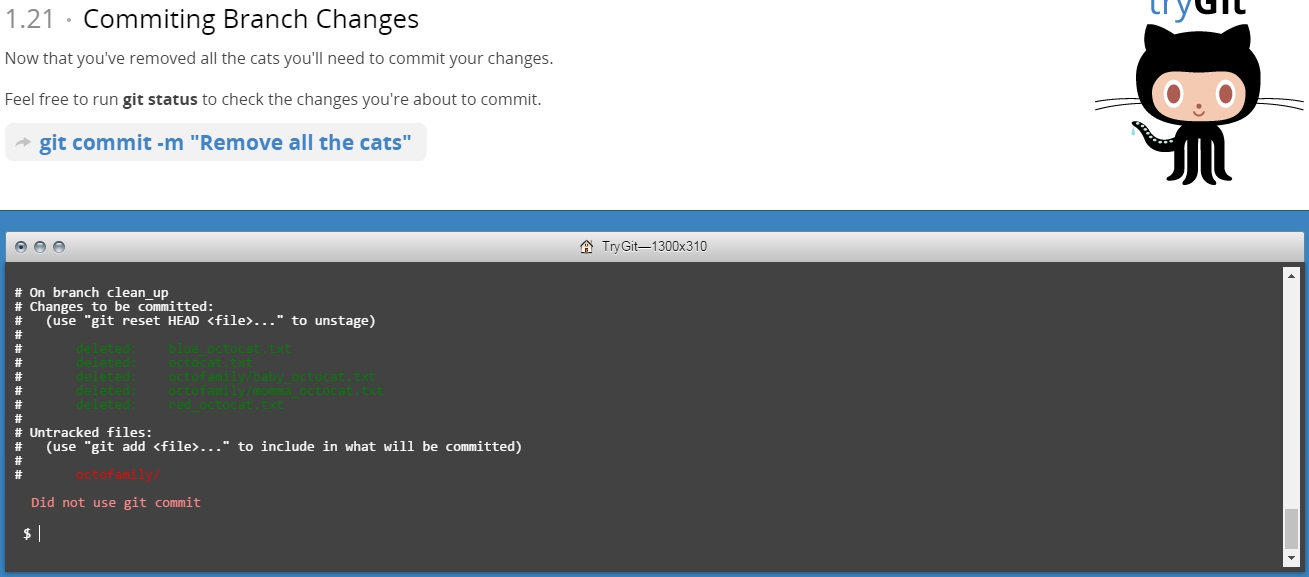 tryGit
1.21 · Commiting Branch Changes
Now that you've removed all the cats you'll need to commit your changes.
Feel free to run git status to check the changes you're about to commit.
git commit -m "Remove all the cats"
TryGit—1300x310
# On branch clean_up
# Changes to be committed:
#   (use "git reset HEAD <file>..." to unstage)
#
#       deleted:    blue_octocat.txt
#       deleted:    octocat.txt
#       deleted:    octofamily/baby_octocat.txt
#       deleted:    octofamily/momma_octocat.txt
#       deleted:    red_octocat.txt
#
# Untracked files:
#   (use "git add <file>..." to include in what will be committed)
#
#       octofamily/
Did not use git commit
$